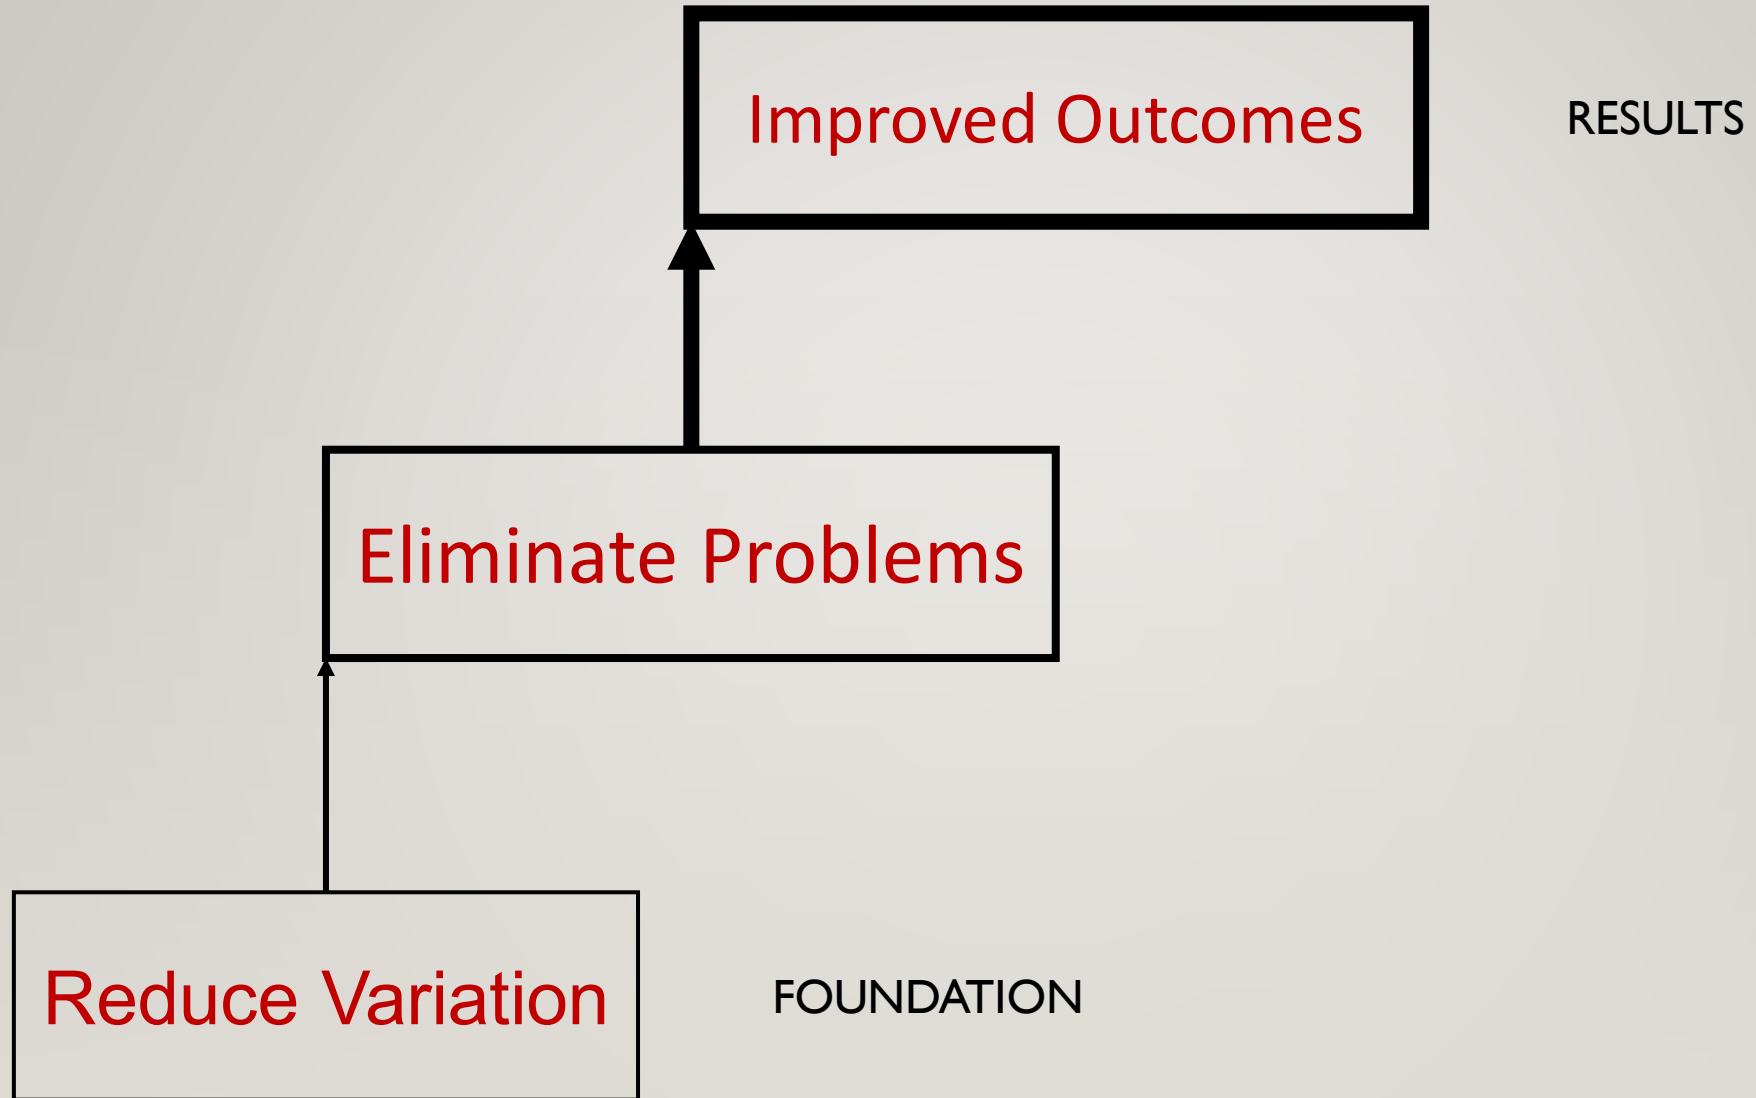 Improved Outcomes
RESULTS
Eliminate Problems
Reduce Variation
FOUNDATION